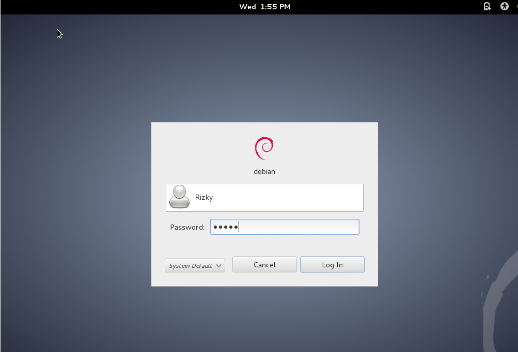 Wed 1:55 PM
debian
Rizky
Password: •••••
System Default
Cancel
Log In